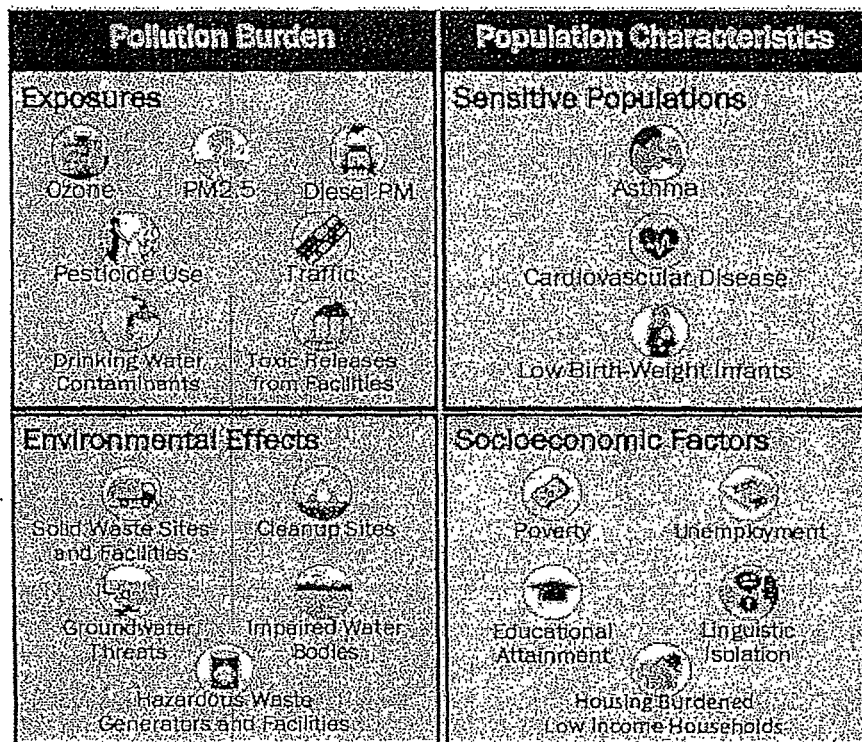 Pollution Burden
Exposures
Ozone
PM2.5
Diesel PM
Pesticide Use
Traffic
Drinking Water
Contaminants
Toxic Releases
from Facilities
Environmental Effects
Solid Waste Sites
and Facilities
Cleanup Sites
Groundwater
Threats
Impaired Water
Bodies
Hazardous Waste
Generators and Facilities
Population Characteristics
Sensitive Populations
Asthma
Cardiovascular Disease
Low Birth-Weight Infants
Socioeconomic Factors
Poverty
Unemployment
Educational
Attainment
Linguistic
Isolation
Housing Burdened
Low Income Households